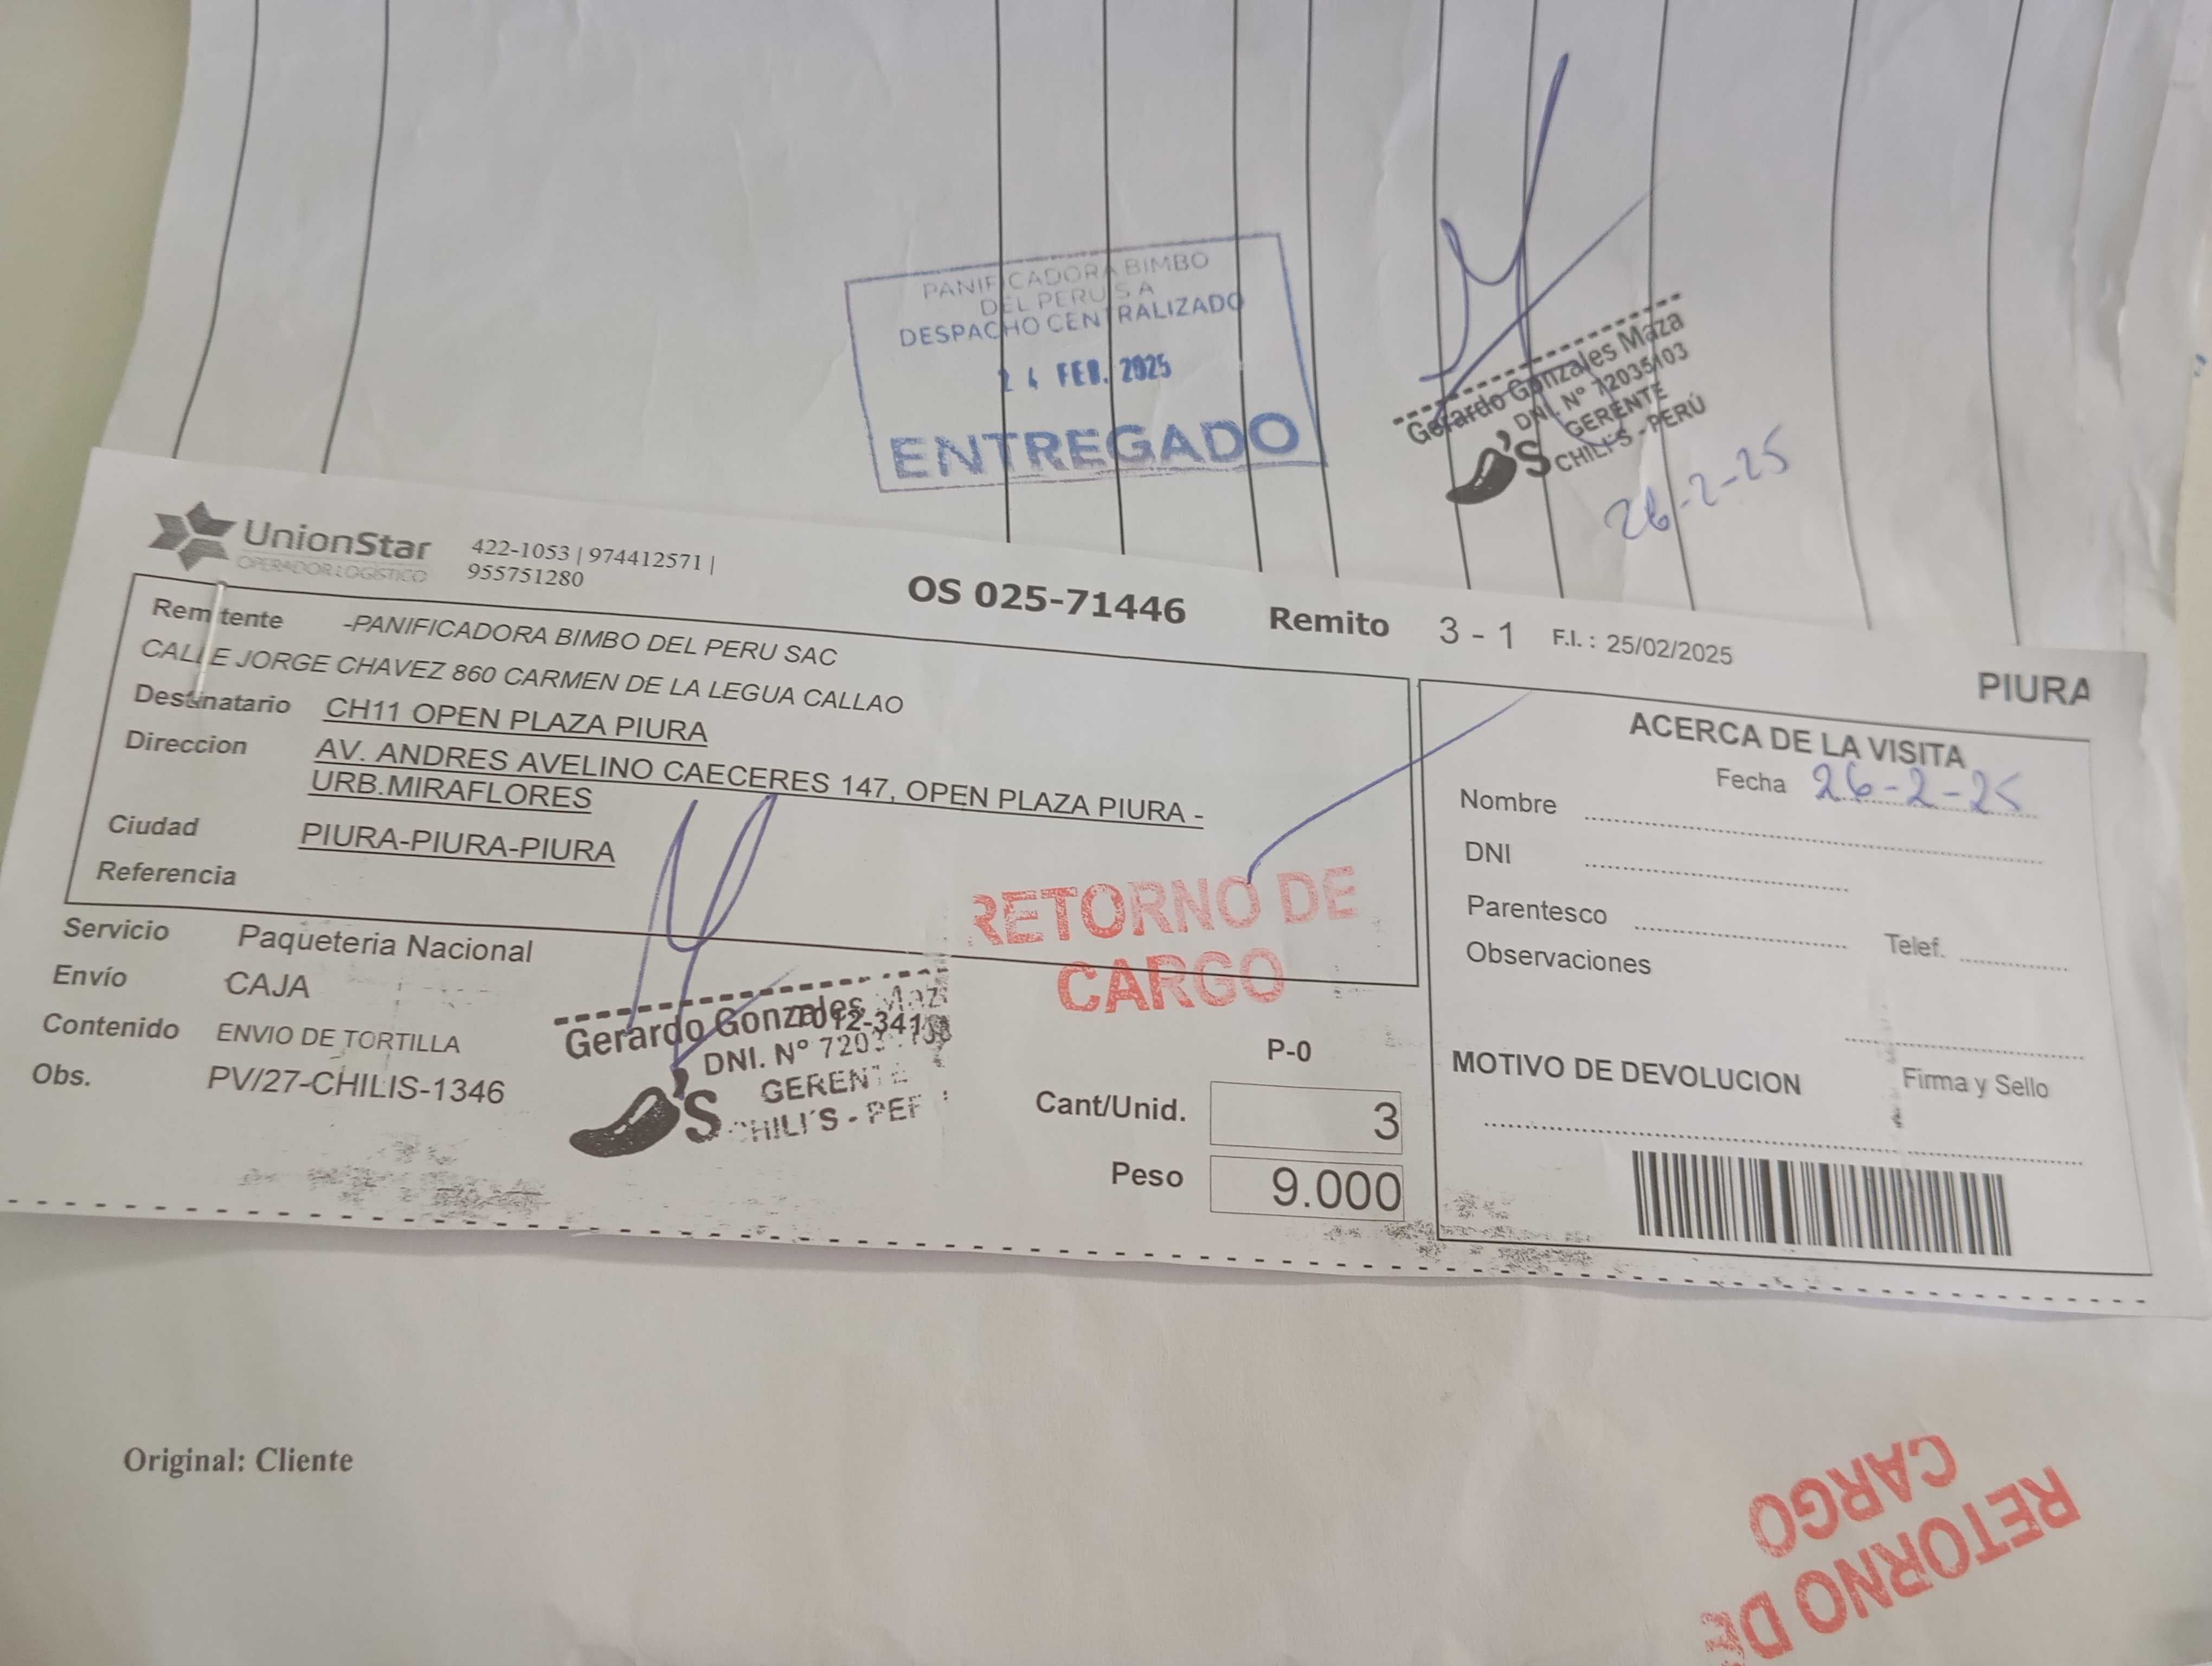 PANIFICADORA BIMBO
DEL PERU S A
DESPACHO CENTRALIZADO
24 FEB. 2025
ENTREGADO
Gerardo Gonzales Maza
DNI. N° 72035103
GERENTE
'S CHILI'S - PERÚ
26-2-25
UnionStar
OPERADOR LOGÍSTICO
422-1053 | 974412571 |
955751280
OS 025-71446 Remito 3 - 1 F.I. : 25/02/2025
PIURA
Remitente -PANIFICADORA BIMBO DEL PERU SAC
CALLE JORGE CHAVEZ 860 CARMEN DE LA LEGUA CALLAO
Destinatario CH11 OPEN PLAZA PIURA
Direccion AV. ANDRES AVELINO CAECERES 147, OPEN PLAZA PIURA -
URB.MIRAFLORES
Ciudad PIURA-PIURA-PIURA
Referencia
Servicio Paqueteria Nacional
Envío CAJA
Contenido ENVIO DE TORTILLA
Obs. PV/27-CHILIS-1346
RETORNO DE
CARGO
Gerardo Gonzales
DNI. N°
GERENTE
'S CHILI'S
P-0
Cant/Unid. 3
Peso 9.000
ACERCA DE LA VISITA
Fecha 26-2-25
Nombre
DNI
Parentesco
Telef.
Observaciones
MOTIVO DE DEVOLUCION
Firma y Sello
Original: Cliente
RETORNO DE
CARGO